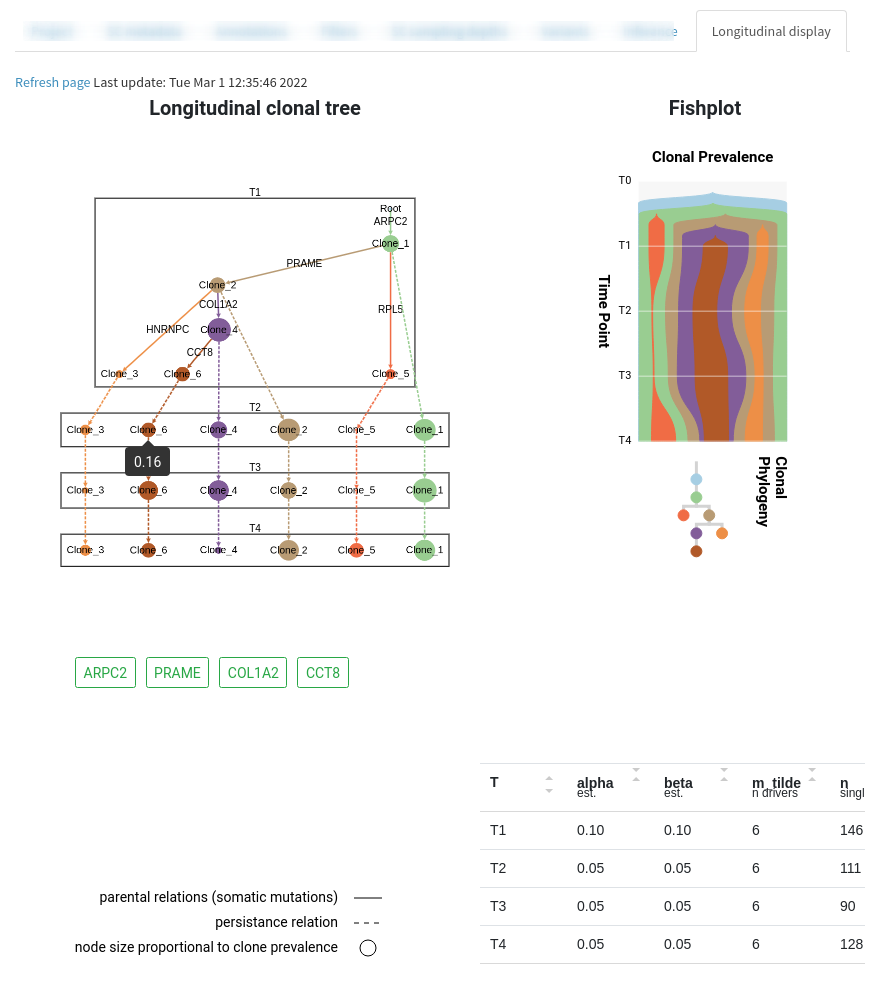 Longitudinal display
Refresh page Last update: Tue Mar 1 12:35:46 2022
Longitudinal clonal tree
Fishplot
Clonal Prevalence
T0
T1
T2
T3
T4
Time Point
Clonal
Phylogeny
T1
Root
ARPC2
Clone_1
PRAME
Clone_2
COL1A2
RPL5
HNRNPC
Clone_4
CCT8
Clone_3
Clone_6
Clone_5
T2
Clone_3
Clone_6
Clone_4
Clone_2
Clone_5
Clone_1
0.16
T3
Clone_3
Clone_6
Clone_4
Clone_2
Clone_5
Clone_1
T4
Clone_3
Clone_6
Clone_4
Clone_2
Clone_5
Clone_1
ARPC2 PRAME COL1A2 CCT8
T alpha beta m_tilde n
est. est. n drivers singl
T1 0.10 0.10 6 146
T2 0.05 0.05 6 111
T3 0.05 0.05 6 90
T4 0.05 0.05 6 128
parental relations (somatic mutations)
persistance relation
node size proportional to clone prevalence